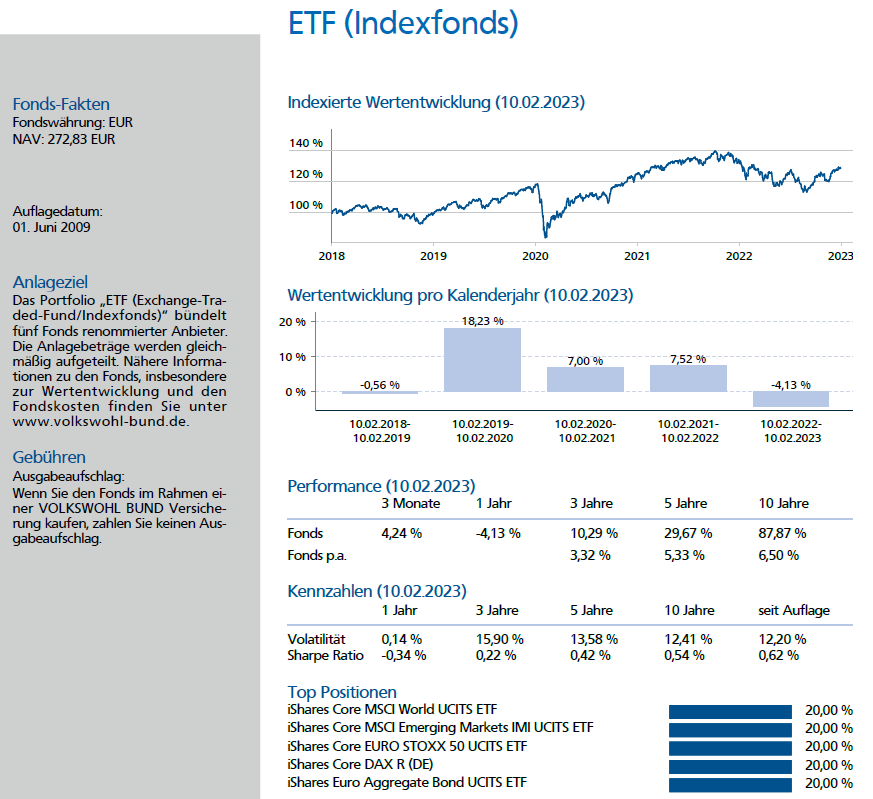 ETF (Indexfonds)
Fonds-Fakten
Fondswährung: EUR
NAV: 272,83 EUR
Auflagedatum:
01. Juni 2009
Anlageziel
Das Portfolio „ETF (Exchange-Tra-
ded-Fund/Indexfonds)“ bündelt
fünf Fonds renommierter Anbieter.
Die Anlagebeträge werden gleich-
mäßig aufgeteilt. Nähere Informa-
tionen zu den Fonds, insbesondere
zur Wertentwicklung und den
Fondskosten finden Sie unter
www.volkswohl-bund.de.
Gebühren
Ausgabeaufschlag:
Wenn Sie den Fonds im Rahmen ei-
ner VOLKSWOHL BUND Versiche-
rung kaufen, zahlen Sie keinen Aus-
gabeaufschlag.
Indexierte Wertentwicklung (10.02.2023)
140 %
120 %
100 %
2018 2019 2020 2021 2022 2023
Wertentwicklung pro Kalenderjahr (10.02.2023)
20 %
10 %
0 %
-0,56 % 18,23 % 7,00 % 7,52 % -4,13 %
10.02.2018- 10.02.2019- 10.02.2020- 10.02.2021- 10.02.2022-
10.02.2019 10.02.2020 10.02.2021 10.02.2022 10.02.2023
Performance (10.02.2023)
3 Monate 1 Jahr 3 Jahre 5 Jahre 10 Jahre
Fonds 4,24 % -4,13 % 10,29 % 29,67 % 87,87 %
Fonds p.a. 3,32 % 5,33 % 6,50 %
Kennzahlen (10.02.2023)
1 Jahr 3 Jahre 5 Jahre 10 Jahre seit Auflage
Volatilität 0,14 % 15,90 % 13,58 % 12,41 % 12,20 %
Sharpe Ratio -0,34 % 0,22 % 0,42 % 0,54 % 0,62 %
Top Positionen
iShares Core MSCI World UCITS ETF 20,00 %
iShares Core MSCI Emerging Markets IMI UCITS ETF 20,00 %
iShares Core EURO STOXX 50 UCITS ETF 20,00 %
iShares Core DAX R (DE) 20,00 %
iShares Euro Aggregate Bond UCITS ETF 20,00 %